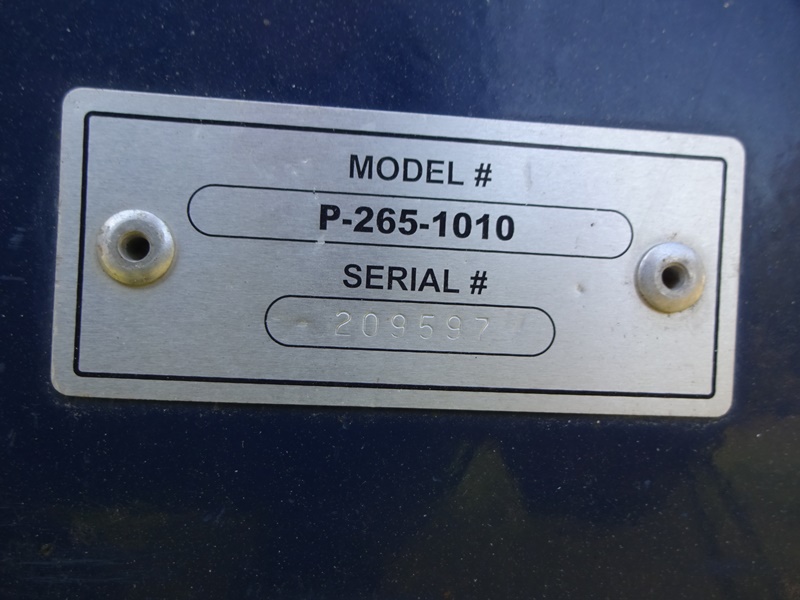 MODEL #
P-265-1010
SERIAL #
209597